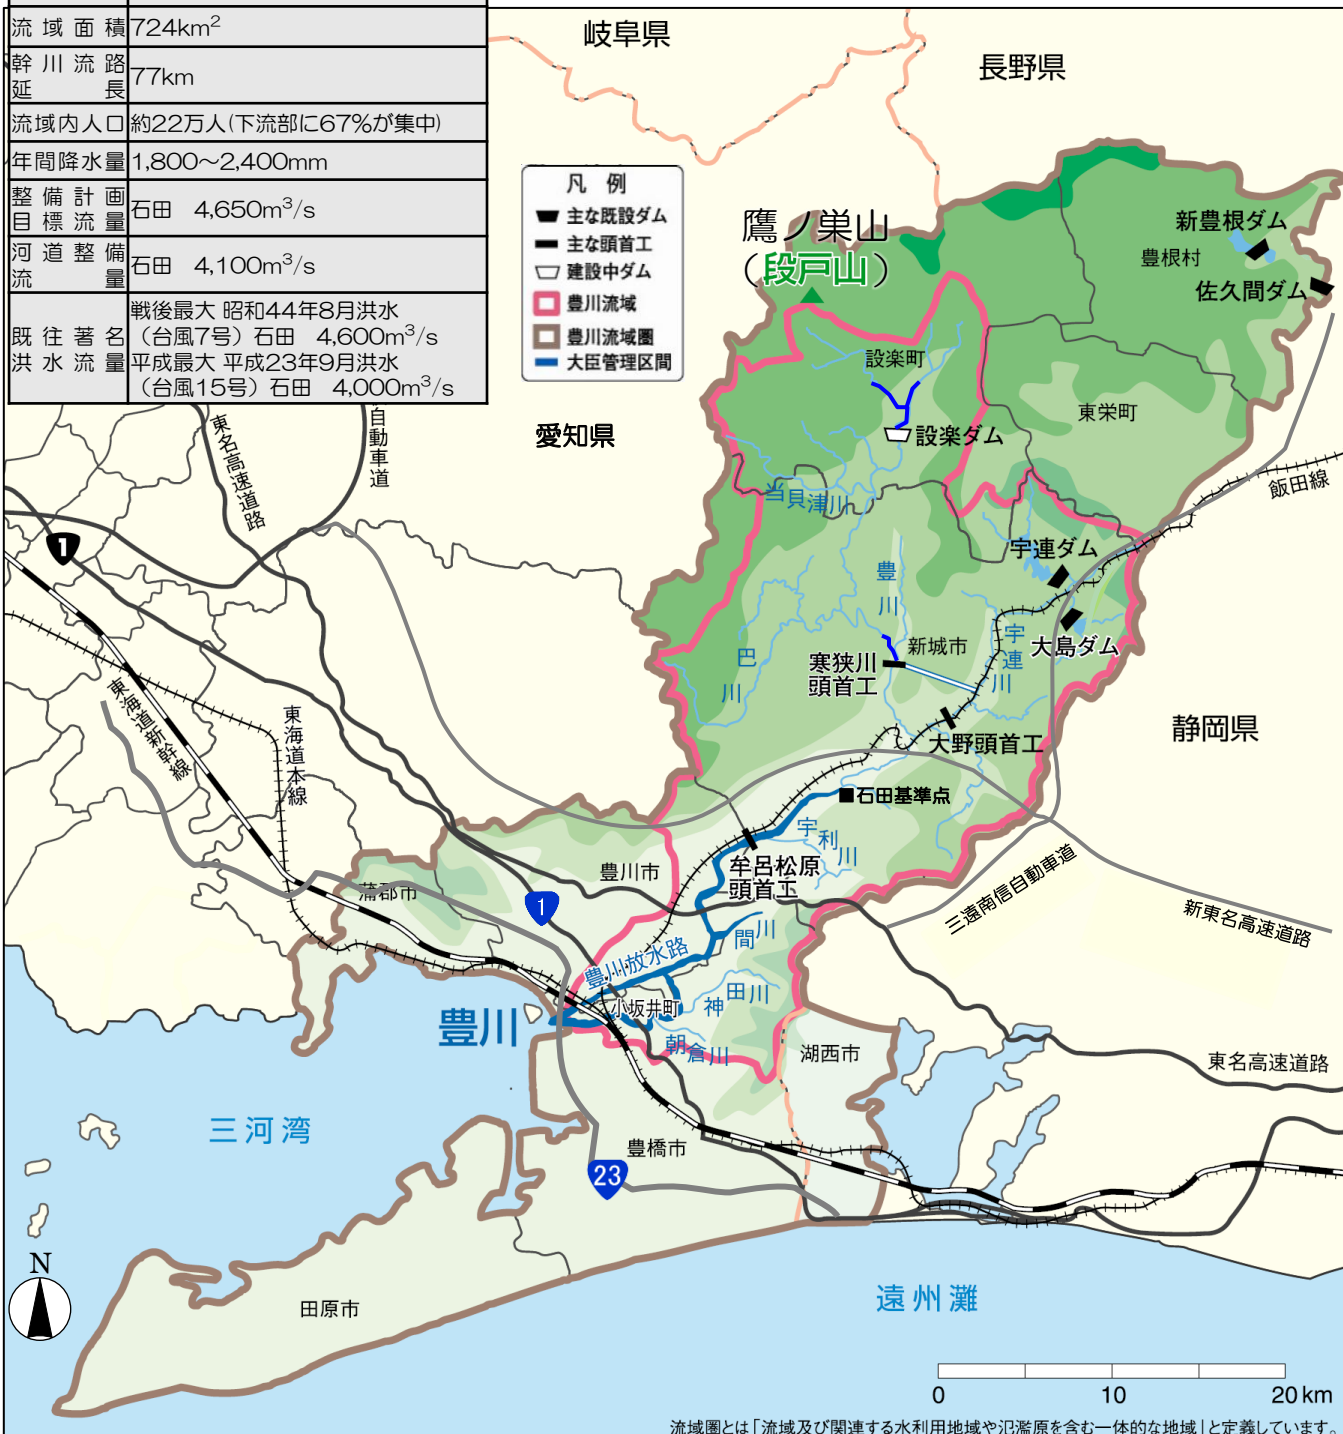 流域面積 724km²
幹川流路延長 77km
流域内人口 約22万人(下流部に67%が集中)
年間降水量 1,800～2,400mm
整備計画目標流量 石田　4,650m³/s
河道整備流量 石田　4,100m³/s
既往著名洪水流量
戦後最大 昭和44年8月洪水
（台風7号）石田　4,600m³/s
平成最大 平成23年9月洪水
（台風15号）石田　4,000m³/s
凡 例
主な既設ダム
主な頭首工
建設中ダム
豊川流域
豊川流域圏
大臣管理区間
岐阜県
長野県
鷹ノ巣山
（段戸山）
新豊根ダム
豊根村
佐久間ダム
設楽町
東栄町
愛知県
設楽ダム
自動車道
東名高速道路
飯田線
当貝津川
1
宇連ダム
豊川
大島ダム
新城市
宇連川
巴川
寒狭川
頭首工
静岡県
大野頭首工
東海道新幹線
東海道本線
石田基準点
宇利川
牟呂松原
頭首工
豊川市
蒲郡市
1
三遠南信自動車道
新東名高速道路
間川
豊川放水路
神田川
小坂井町
豊川
朝倉川
湖西市
東名高速道路
三河湾
豊橋市
23
N
田原市
遠州灘
0 10 20km
流域圏とは「流域及び関連する水利用地域や氾濫原を含む一体的な地域」と定義しています。